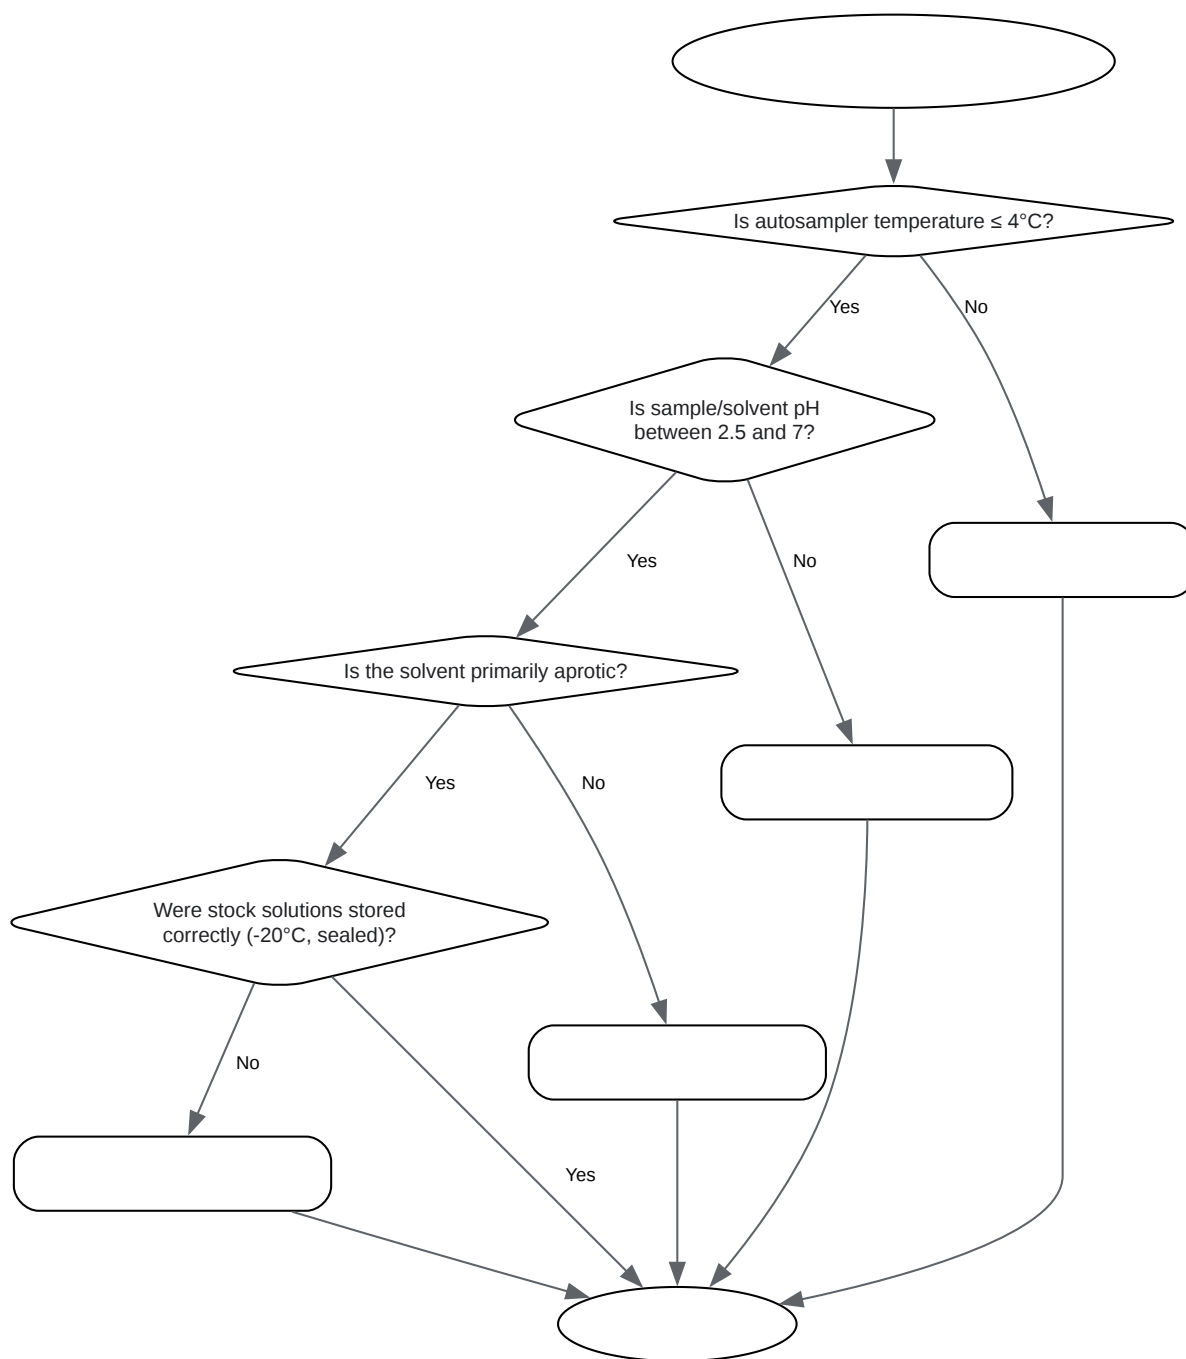 Is autosampler temperature ≤ 4°C?
Yes
No
Is sample/solvent pH
between 2.5 and 7?
Yes
No
Is the solvent primarily aprotic?
Yes
No
Were stock solutions stored
correctly (-20°C, sealed)?
No
Yes